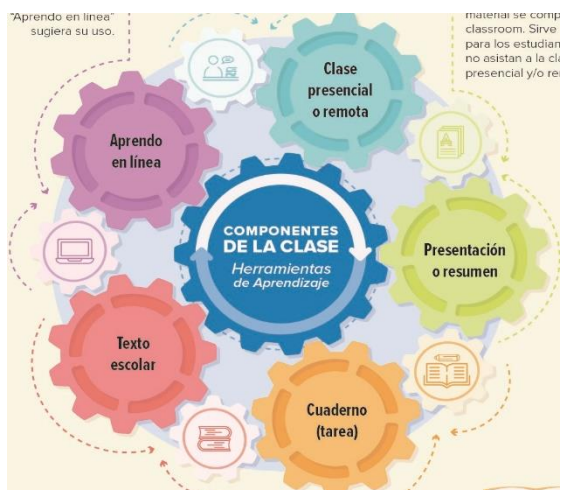 "Aprendo en línea"
sugiera su uso.
material se comp
classroom. Sirve
para los estudian
no asistan a la cla
presencial y/o re
Clase
presencial
o remota
Aprendo
en línea
COMPONENTES
DE LA CLASE
Herramientas
de Aprendizaje
Presentación
o resumen
Texto
escolar
Cuaderno
(tarea)